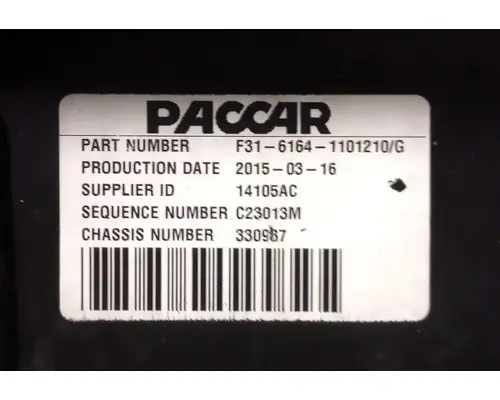 PACCAR
PART NUMBER F31-6164-1101210/G
PRODUCTION DATE 2015-03-16
SUPPLIER ID 14105AC
SEQUENCE NUMBER C23013M
CHASSIS NUMBER 330987